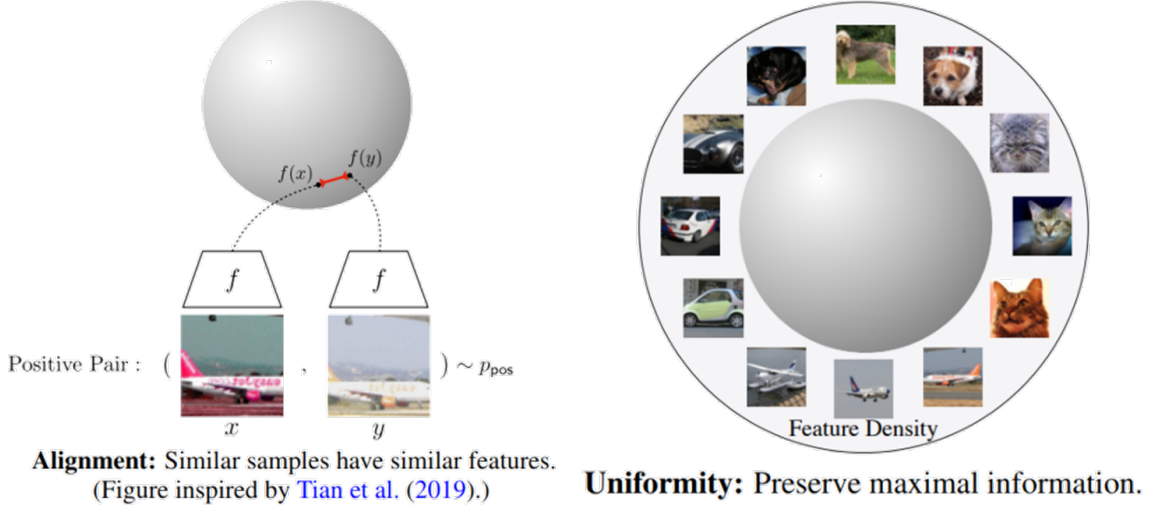 f(x)
f(y)
f
f
Positive Pair : ( , ) ∼ p_pos
x
y
Alignment: Similar samples have similar features.
(Figure inspired by Tian et al. (2019).)
Feature Density
Uniformity: Preserve maximal information.